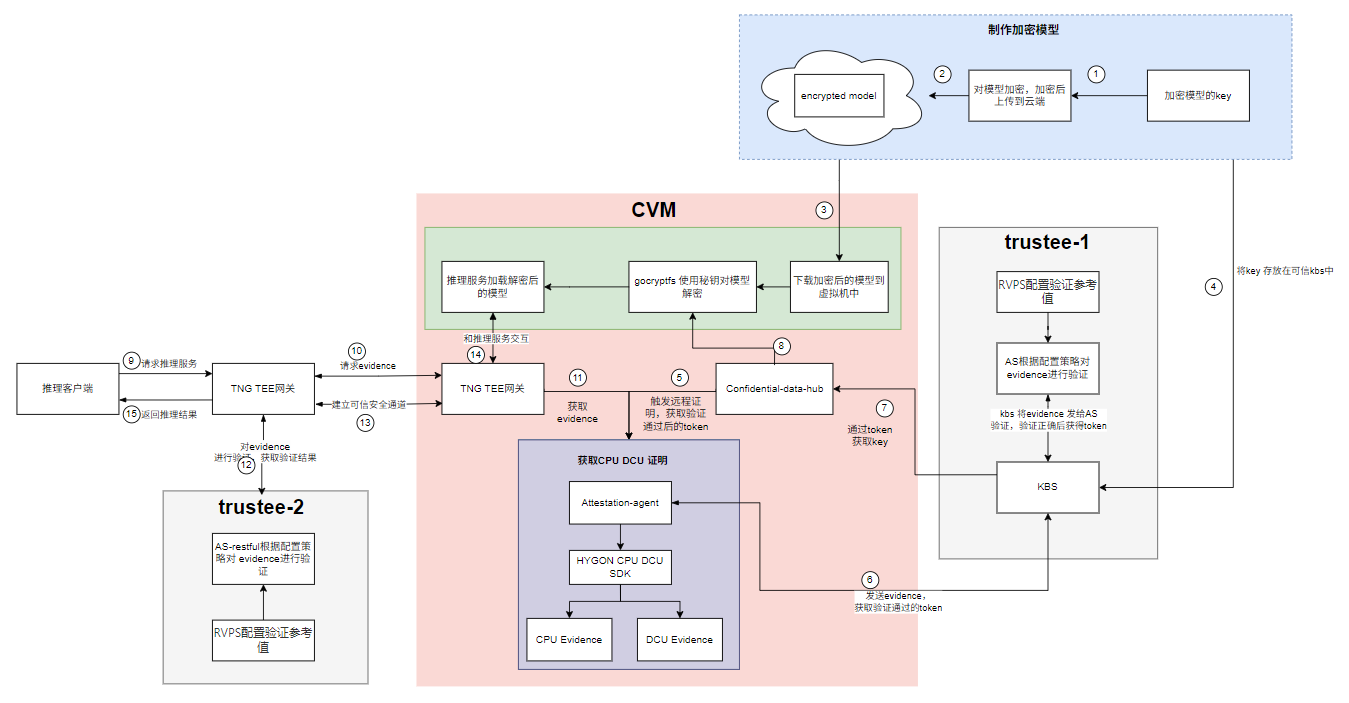 制作加密模型
encrypted model
2
对模型加密，加密后
上传到云端
1
加密模型的key
3
4
将key 存放在可信kbs中
CVM
推理服务加载解密后
的模型
gocryptfs 使用秘钥对模型
解密
下载加密后的模型到
虚拟机中
和推理服务交互
14
8
trustee-1
RVPS配置验证参考
值
AS根据配置策略对
evidence进行验证
kbs 将evidence 发给AS
验证，验证正确后获得token
KBS
推理客户端
9
请求推理服务
15
返回推理结果
TNG TEE网关
10
请求evidence
建立可信安全通道
13
TNG TEE网关
11
获取
evidence
5
触发远程证
明，获取验证
通过后的token
Confidential-data-hub
7
通过token
获取key
对evidence
进行验证，获取验证结果
12
trustee-2
AS-restful根据配置策
略对 evidence进行验
证
RVPS配置验证参考
值
获取CPU DCU 证明
Attestation-agent
HYGON CPU DCU
SDK
CPU Evidence
DCU Evidence
6
发送evidence，
获取验证通过的token